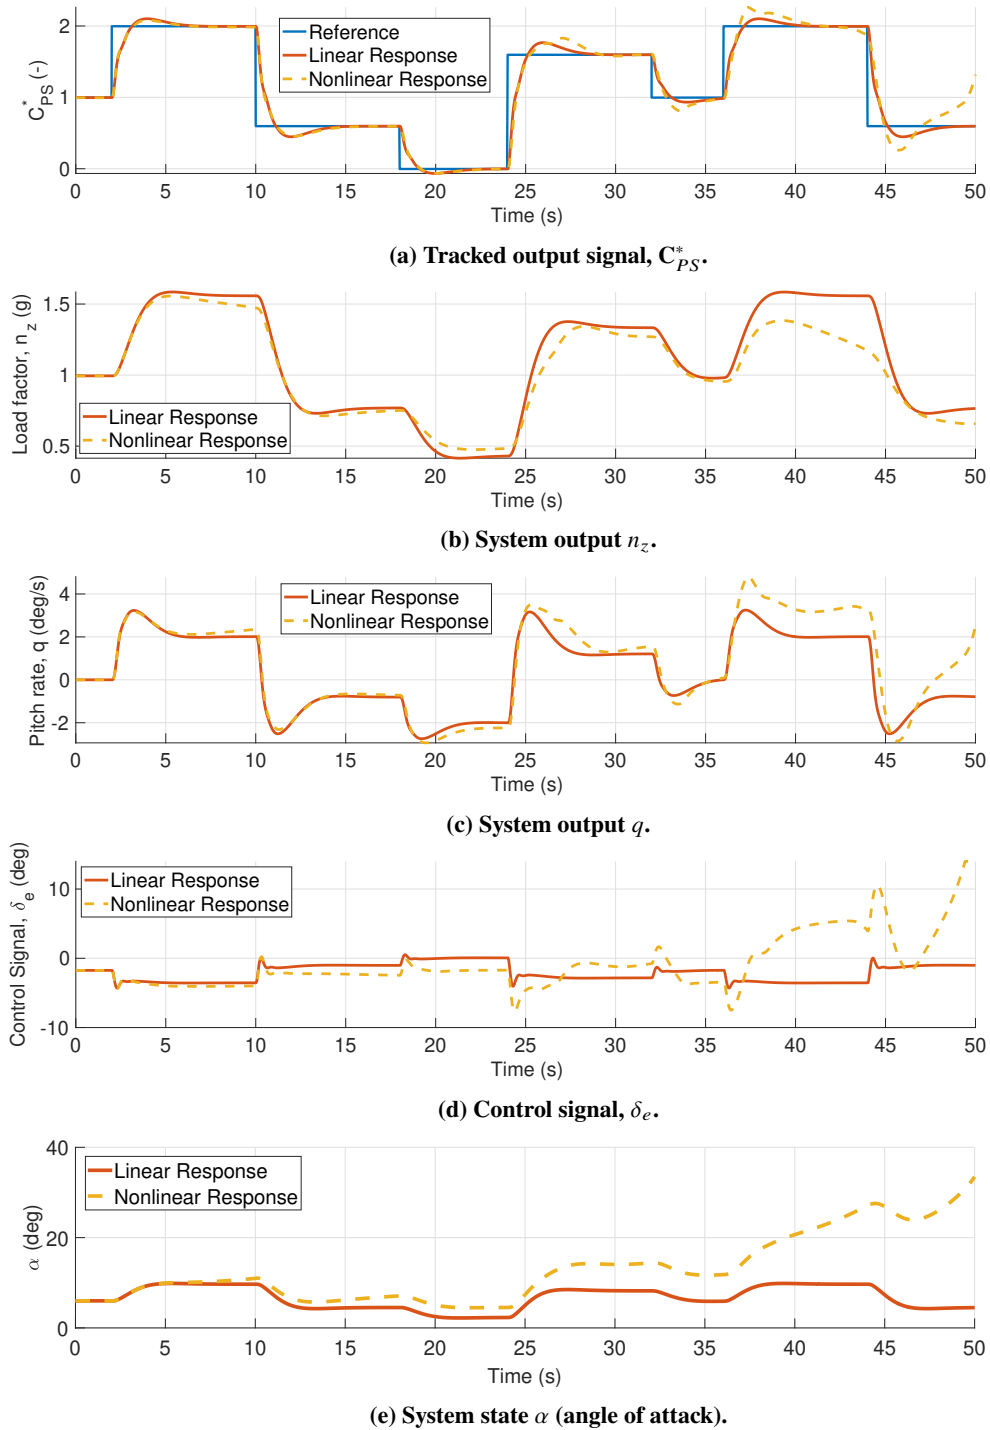 2
1
0
C*PS (-)
Reference
Linear Response
Nonlinear Response
0 5 10 15 20 25 30 35 40 45 50
Time (s)
(a) Tracked output signal, C*PS.
1.5
1
0.5
Load factor, nz (g)
Linear Response
Nonlinear Response
0 5 10 15 20 25 30 35 40 45 50
Time (s)
(b) System output nz.
4
2
0
-2
Pitch rate, q (deg/s)
Linear Response
Nonlinear Response
0 5 10 15 20 25 30 35 40 45 50
Time (s)
(c) System output q.
10
0
-10
Control Signal, δe (deg)
Linear Response
Nonlinear Response
0 5 10 15 20 25 30 35 40 45 50
Time (s)
(d) Control signal, δe.
40
20
0
α (deg)
Linear Response
Nonlinear Response
0 5 10 15 20 25 30 35 40 45 50
Time (s)
(e) System state α (angle of attack).